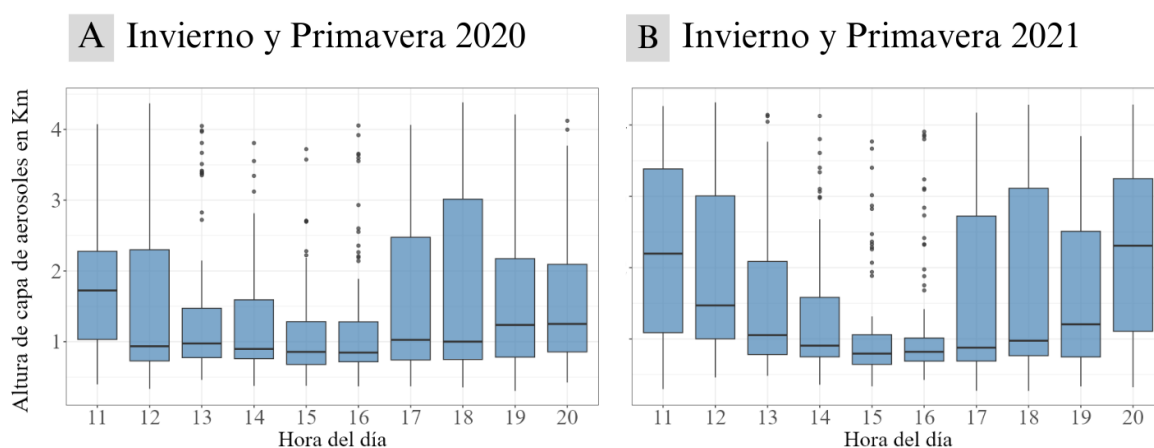 A Invierno y Primavera 2020
B Invierno y Primavera 2021
Altura de capa de aerosoles en Km
4
3
2
1
11 12 13 14 15 16 17 18 19 20
Hora del día
11 12 13 14 15 16 17 18 19 20
Hora del día